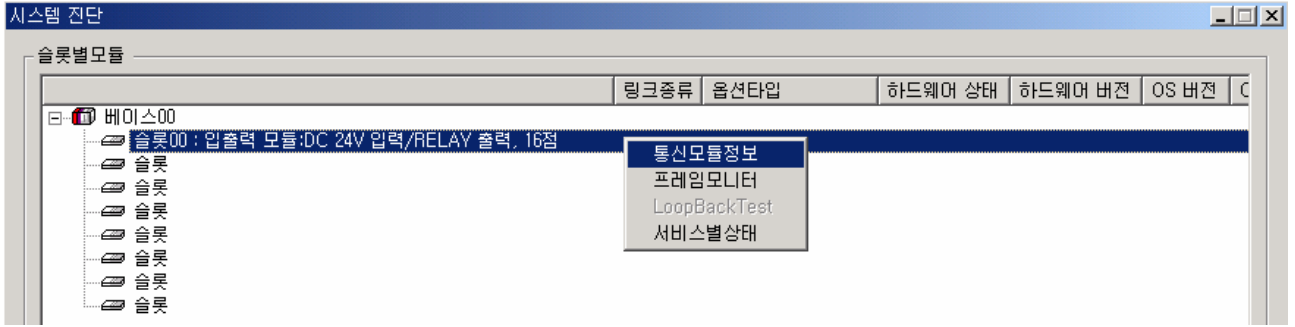 시스템 진단
슬롯별모듈
링크종류 옵션타입 하드웨어 상태 하드웨어 버전 OS 버전
베이스00
슬롯00 : 입출력 모듈:DC 24V 입력/RELAY 출력, 16점
통신모듈정보
슬롯
프레임모니터
슬롯
LoopBackTest
슬롯
서비스별상태
슬롯
슬롯
슬롯
슬롯